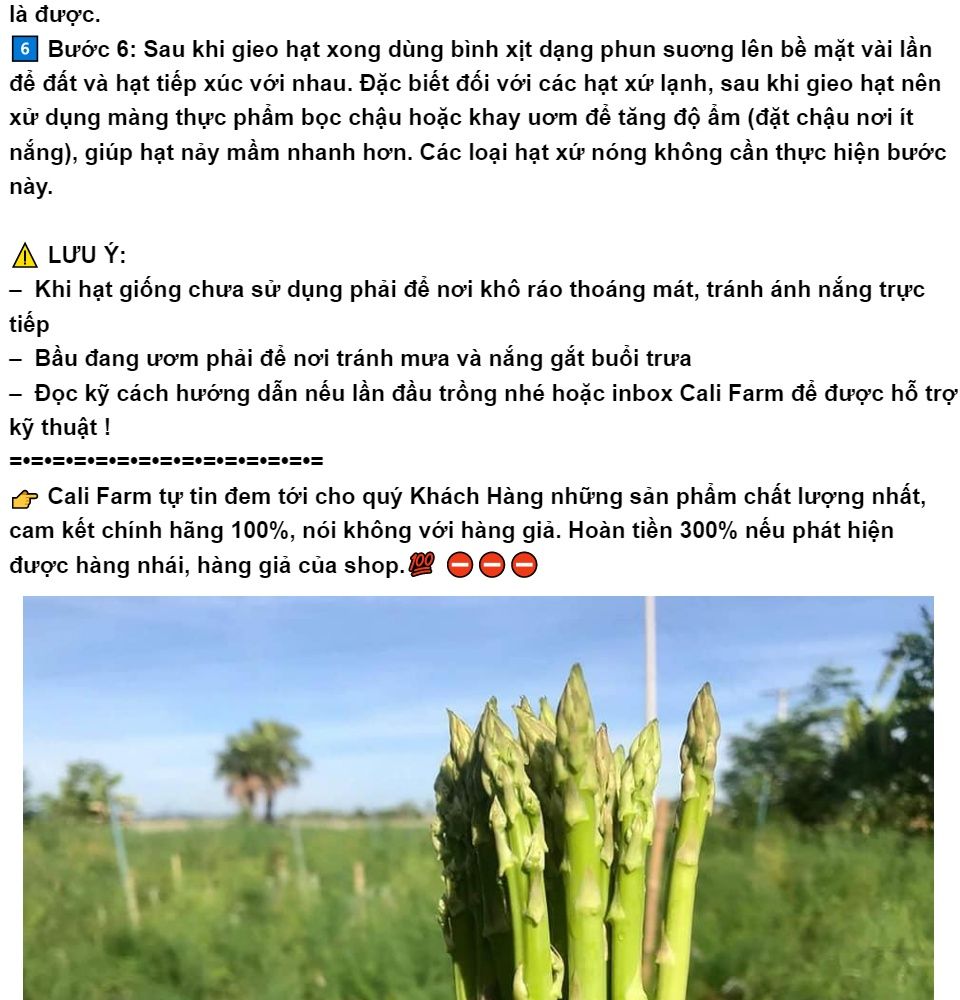 là được.
6️⃣ Bước 6: Sau khi gieo hạt xong dùng bình xịt dạng phun sương lên bề mặt vài lần
để đất và hạt tiếp xúc với nhau. Đặc biết đối với các hạt xứ lạnh, sau khi gieo hạt nên
xử dụng màng thực phẩm bọc chậu hoặc khay uơm để tăng độ ẩm (đặt chậu nơi ít
nắng), giúp hạt nảy mầm nhanh hơn. Các loại hạt xứ nóng không cần thực hiện bước
này.
⚠️ LƯU Ý:
– Khi hạt giống chưa sử dụng phải để nơi khô ráo thoáng mát, tránh ánh nắng trực
tiếp
– Bầu đang ươm phải để nơi tránh mưa và nắng gắt buổi trưa
– Đọc kỹ cách hướng dẫn nếu lần đầu trồng nhé hoặc inbox Cali Farm để được hỗ trợ
kỹ thuật !
=•=•=•=•=•=•=•=•=•=•=•=•=•=•=
👉 Cali Farm tự tin đem tới cho quý Khách Hàng những sản phẩm chất lượng nhất,
cam kết chính hãng 100%, nói không với hàng giả. Hoàn tiền 300% nếu phát hiện
được hàng nhái, hàng giả của shop.💯 ⛔⛔⛔